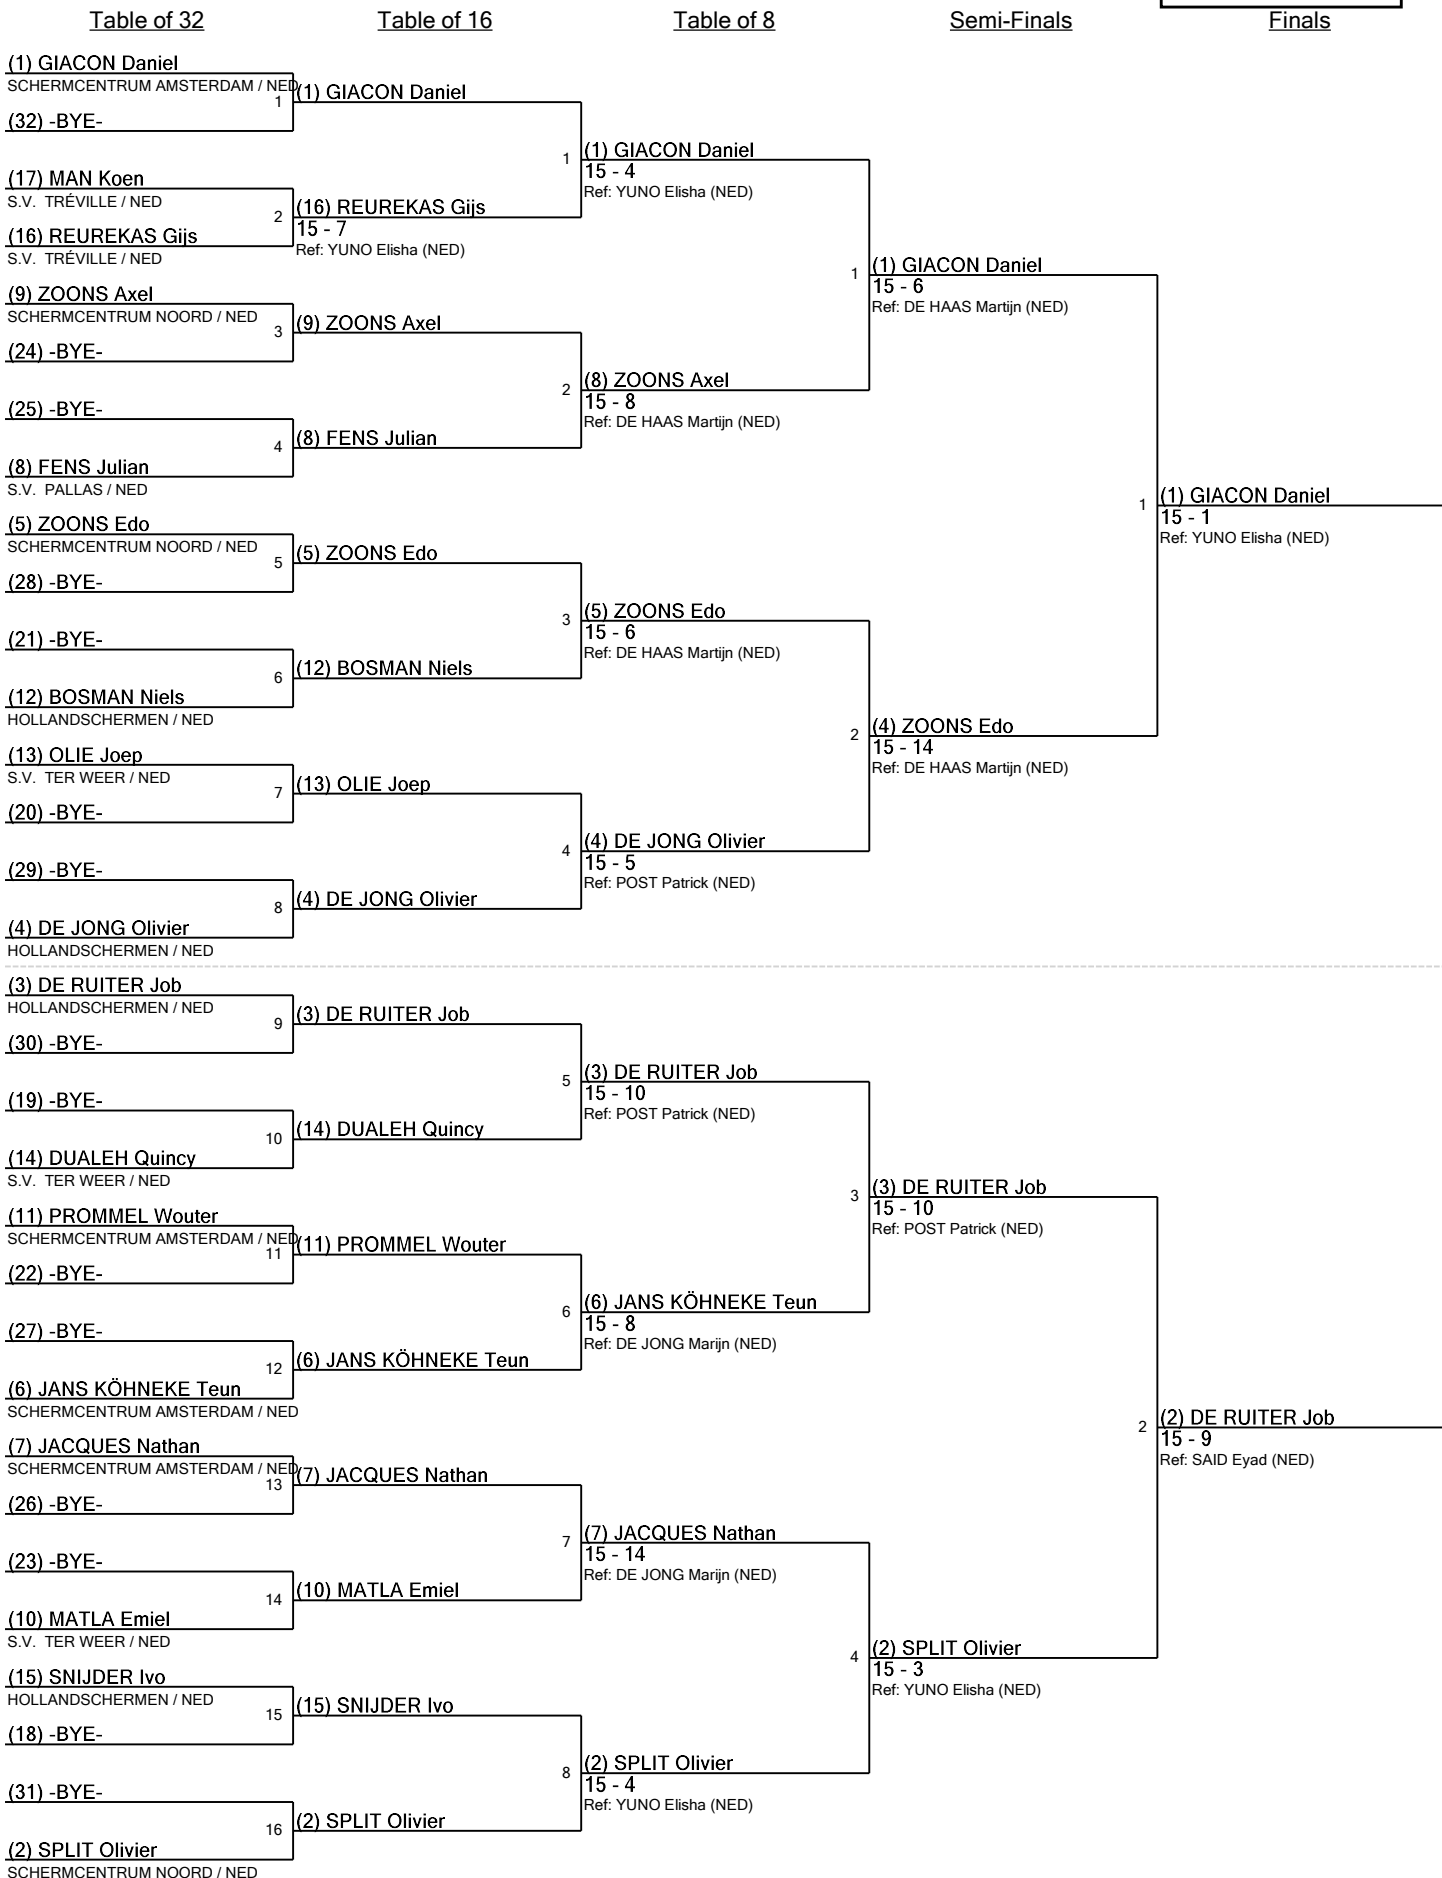 Table of 32
Table of 16
Table of 8
Semi-Finals
Finals
(1) GIACON Daniel
SCHERMCENTRUM AMSTERDAM / NED
1
(32) -BYE-
(17) MAN Koen
S.V. TRÉVILLE / NED
2
(16) REUREKAS Gijs
S.V. TRÉVILLE / NED
(9) ZOONS Axel
SCHERMCENTRUM NOORD / NED
3
(24) -BYE-
(25) -BYE-
4
(8) FENS Julian
S.V. PALLAS / NED
(5) ZOONS Edo
SCHERMCENTRUM NOORD / NED
5
(28) -BYE-
(21) -BYE-
6
(12) BOSMAN Niels
HOLLANDSCHERMEN / NED
(13) OLIE Joep
S.V. TER WEER / NED
7
(20) -BYE-
(29) -BYE-
8
(4) DE JONG Olivier
HOLLANDSCHERMEN / NED
(3) DE RUITER Job
HOLLANDSCHERMEN / NED
9
(30) -BYE-
(19) -BYE-
10
(14) DUALEH Quincy
S.V. TER WEER / NED
(11) PROMMEL Wouter
SCHERMCENTRUM AMSTERDAM / NED
11
(22) -BYE-
(27) -BYE-
12
(6) JANS KÖHNEKE Teun
SCHERMCENTRUM AMSTERDAM / NED
(7) JACQUES Nathan
SCHERMCENTRUM AMSTERDAM / NED
13
(26) -BYE-
(23) -BYE-
14
(10) MATLA Emiel
S.V. TER WEER / NED
(15) SNIJDER Ivo
HOLLANDSCHERMEN / NED
15
(18) -BYE-
(31) -BYE-
16
(2) SPLIT Olivier
SCHERMCENTRUM NOORD / NED
(1) GIACON Daniel
1
(16) REUREKAS Gijs
15 - 7
Ref: YUNO Elisha (NED)
(9) ZOONS Axel
2
(8) FENS Julian
(5) ZOONS Edo
3
(12) BOSMAN Niels
(13) OLIE Joep
4
(4) DE JONG Olivier
(3) DE RUITER Job
5
(14) DUALEH Quincy
(11) PROMMEL Wouter
6
(6) JANS KÖHNEKE Teun
(7) JACQUES Nathan
7
(10) MATLA Emiel
(15) SNIJDER Ivo
8
(2) SPLIT Olivier
(1) GIACON Daniel
15 - 4
Ref: YUNO Elisha (NED)
1
(8) ZOONS Axel
15 - 8
Ref: DE HAAS Martijn (NED)
(5) ZOONS Edo
15 - 6
Ref: DE HAAS Martijn (NED)
2
(4) DE JONG Olivier
15 - 5
Ref: POST Patrick (NED)
(3) DE RUITER Job
15 - 10
Ref: POST Patrick (NED)
3
(6) JANS KÖHNEKE Teun
15 - 8
Ref: DE JONG Marijn (NED)
(7) JACQUES Nathan
15 - 14
Ref: DE JONG Marijn (NED)
4
(2) SPLIT Olivier
15 - 4
Ref: YUNO Elisha (NED)
(1) GIACON Daniel
15 - 6
Ref: DE HAAS Martijn (NED)
1
(4) ZOONS Edo
15 - 14
Ref: DE HAAS Martijn (NED)
(3) DE RUITER Job
15 - 10
Ref: POST Patrick (NED)
2
(2) SPLIT Olivier
15 - 3
Ref: YUNO Elisha (NED)
(1) GIACON Daniel
15 - 1
Ref: YUNO Elisha (NED)
(2) DE RUITER Job
15 - 9
Ref: SAID Eyad (NED)